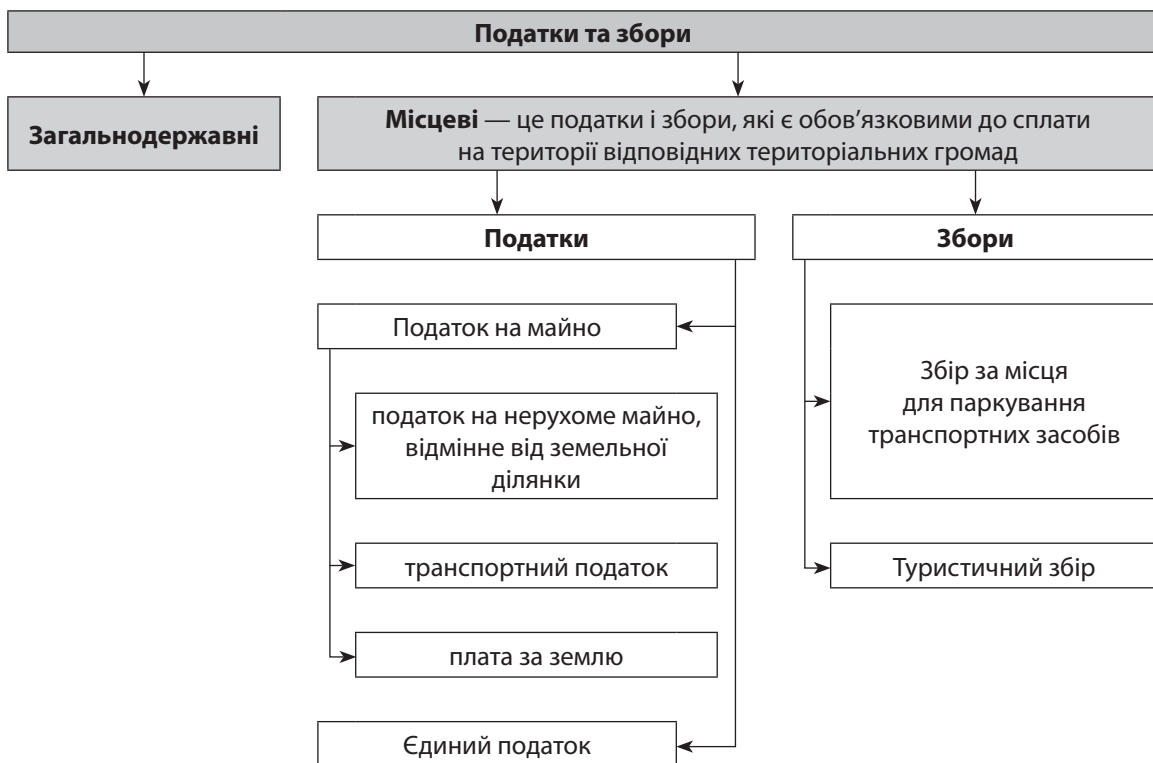 Податки та збори
Загальнодержавні
Місцеві — це податки і збори, які є обов’язковими до сплати
на території відповідних територіальних громад
Податки
Збори
Податок на майно
податок на нерухоме майно,
відмінне від земельної
ділянки
транспортний податок
плата за землю
Єдиний податок
Збір за місця
для паркування
транспортних засобів
Туристичний збір